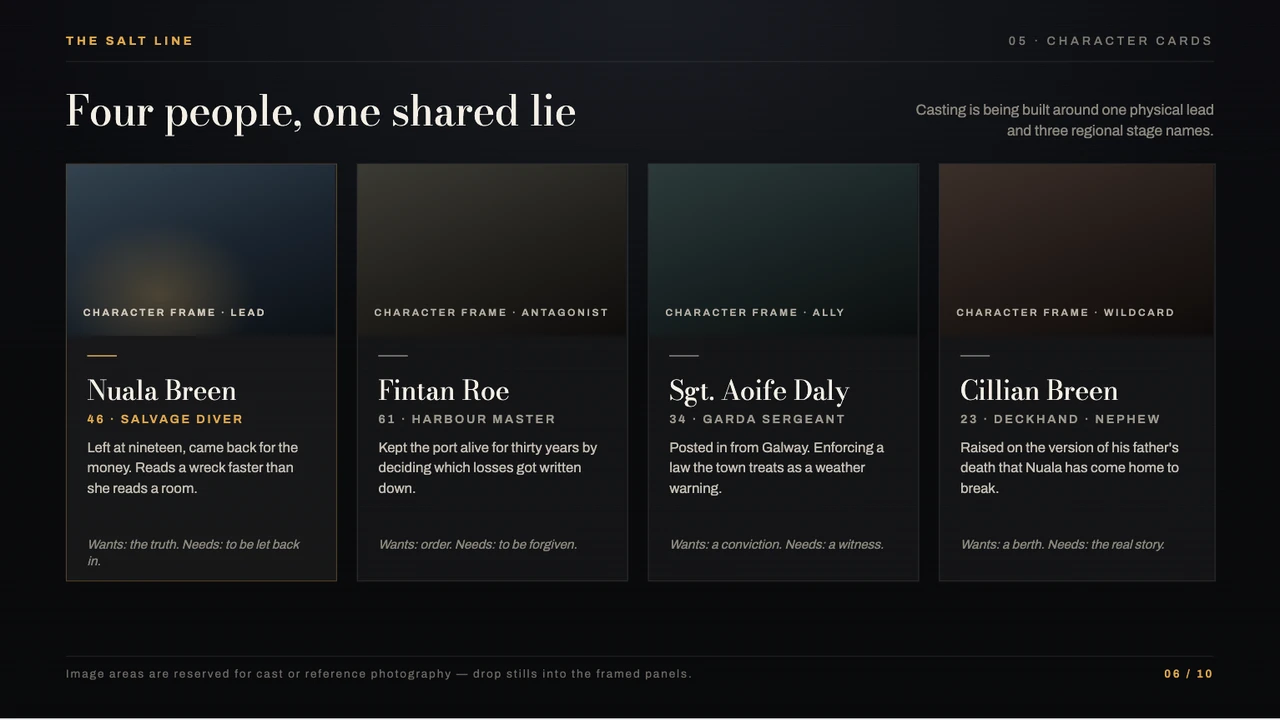 THE SALT LINE
05 · CHARACTER CARDS
Four people, one shared lie
Casting is being built around one physical lead
and three regional stage names.
CHARACTER FRAME · LEAD
Nuala Breen
46 · SALVAGE DIVER
Left at nineteen, came back for the
money. Reads a wreck faster than
she reads a room.
Wants: the truth. Needs: to be let back
in.
CHARACTER FRAME · ANTAGONIST
Fintan Roe
61 · HARBOUR MASTER
Kept the port alive for thirty years by
deciding which losses got written
down.
Wants: order. Needs: to be forgiven.
CHARACTER FRAME · ALLY
Sgt. Aoife Daly
34 · GARDA SERGEANT
Posted in from Galway. Enforcing a
law the town treats as a weather
warning.
Wants: a conviction. Needs: a witness.
CHARACTER FRAME · WILDCARD
Cillian Breen
23 · DECKHAND · NEPHEW
Raised on the version of his father's
death that Nuala has come home to
break.
Wants: a berth. Needs: the real story.
Image areas are reserved for cast or reference photography — drop stills into the framed panels.
06 / 10